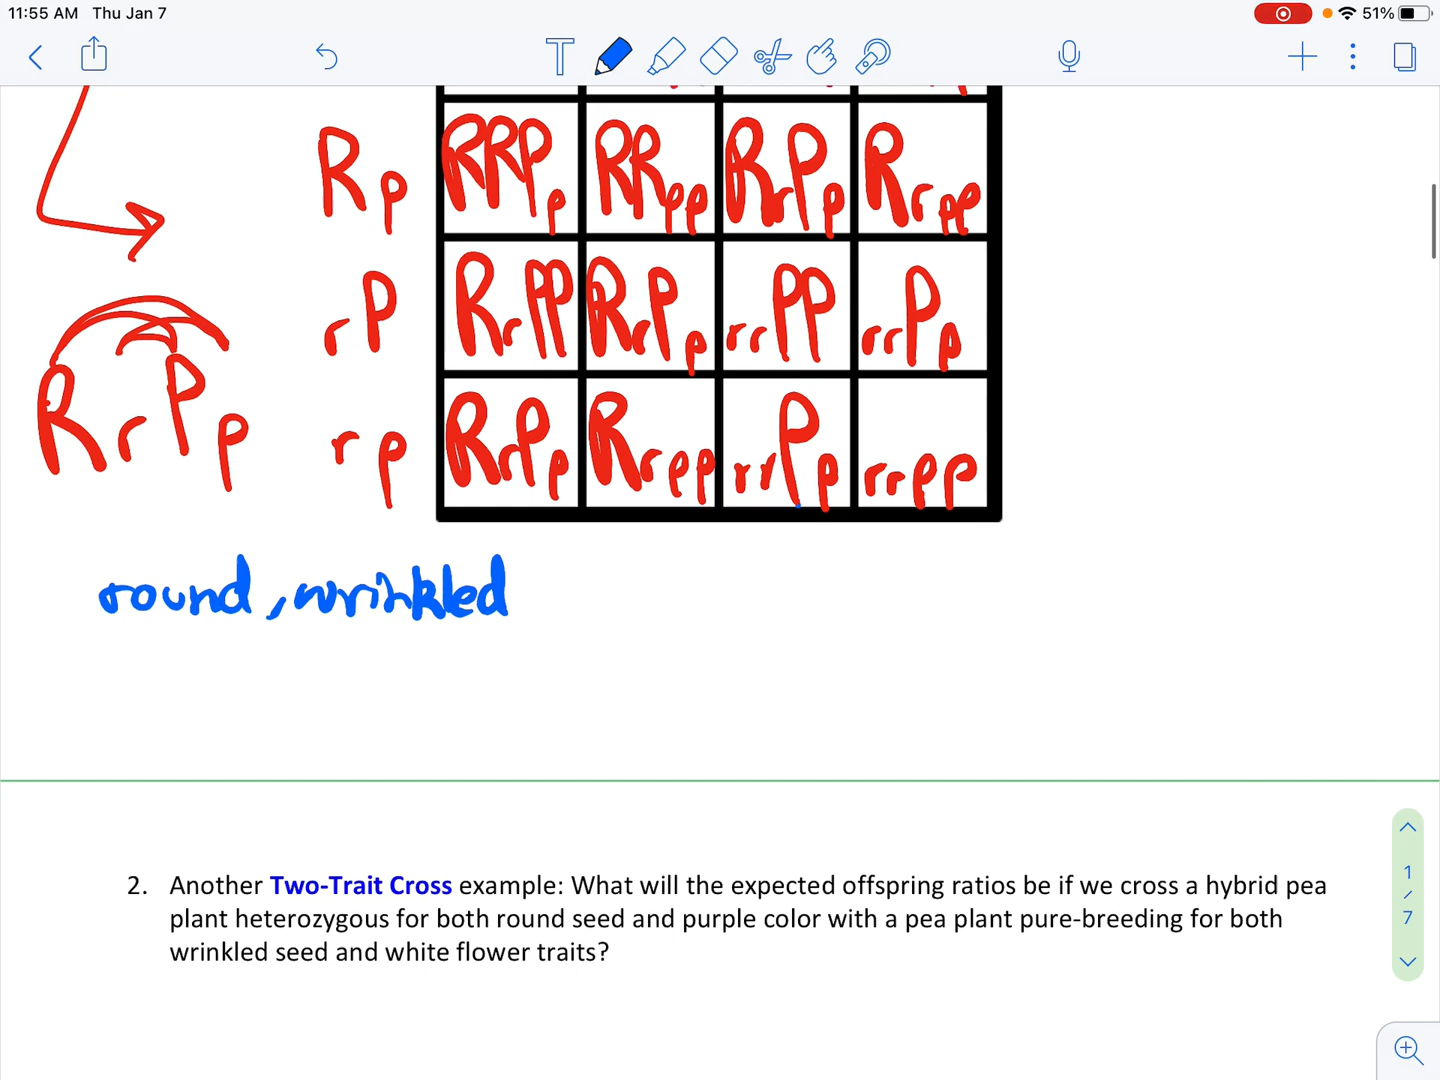 11:55 AM Thu Jan 7 51%
Rp RRPp RRpp RrPp Rrpp
rP RrPP RrPp rrPP rrPp
RrPp
rp RrPp Rrpp rrPp rrpp
round, wrinkled
2. Another Two-Trait Cross example: What will the expected offspring ratios be if we cross a hybrid pea
plant heterozygous for both round seed and purple color with a pea plant pure-breeding for both
wrinkled seed and white flower traits?
1
/
7